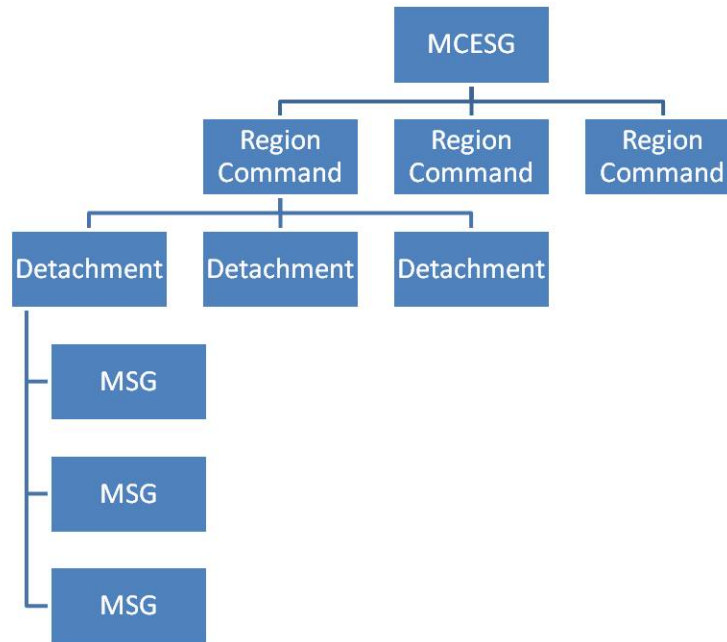 MCESG
Region
Command
Region
Command
Region
Command
Detachment
Detachment
Detachment
MSG
MSG
MSG